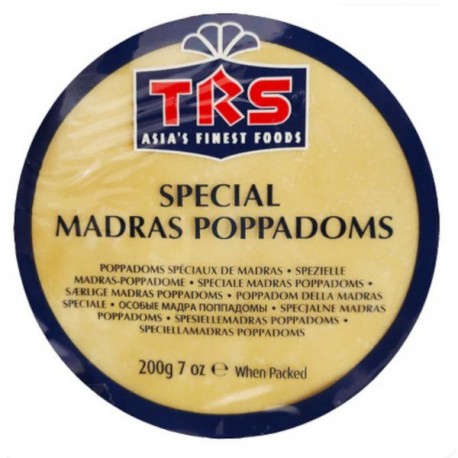 TRS
ASIA'S FINEST FOODS
SPECIAL
MADRAS POPPADOMS
POPPADOMS SPÉCIAUX DE MADRAS • SPEZIELLE
MADRAS-POPPADOME • SPECIALE MADRAS POPPADOMS •
SÆRLIGE MADRAS POPPADOMS • POPPADOM DELLA MADRAS
SPECIALE • ОСОБЫЕ МАДРА ПОППАДОМЫ • SPECJALNE MADRAS
POPPADOMS • SPESIELLEMADRAS POPPADOMS •
SPECIELLAMADRAS POPPADOMS
200g 7 oz ℮ When Packed